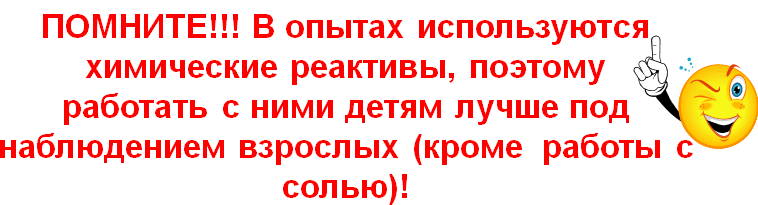 ПОМНИТЕ!!! В опытах используются
химические реактивы, поэтому
работать с ними детям лучше под
наблюдением взрослых (кроме работы с
солью)!